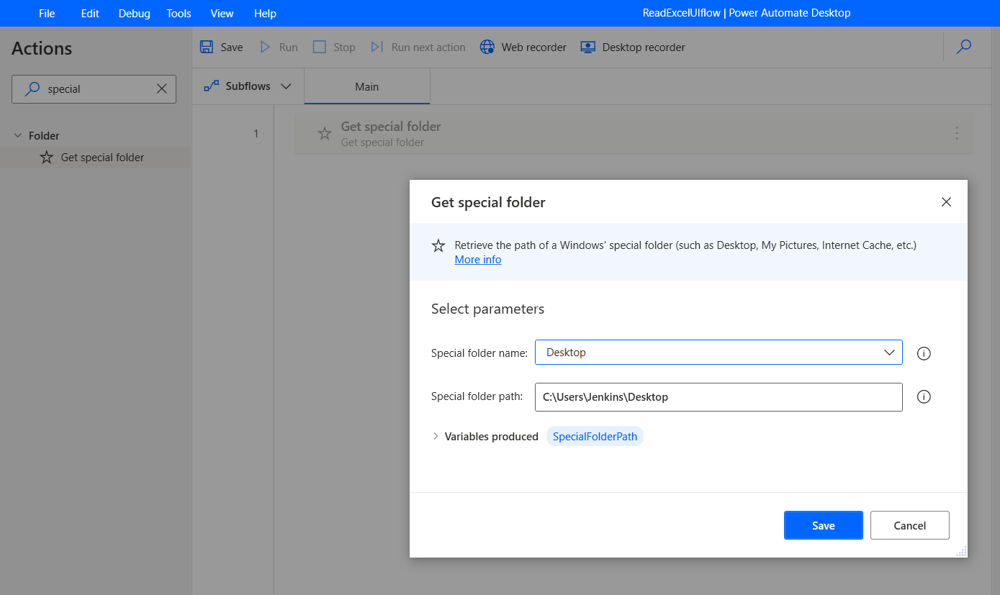 File Edit Debug Tools View Help
ReadExcelUIflow | Power Automate Desktop
Actions
special
Folder
Get special folder
Save Run Stop Run next action Web recorder Desktop recorder
Subflows
Main
1
Get special folder
Get special folder
Get special folder
Retrieve the path of a Windows' special folder (such as Desktop, My Pictures, Internet Cache, etc.)
More info
Select parameters
Special folder name: Desktop
Special folder path: C:\Users\Jenkins\Desktop
Variables produced SpecialFolderPath
Save Cancel